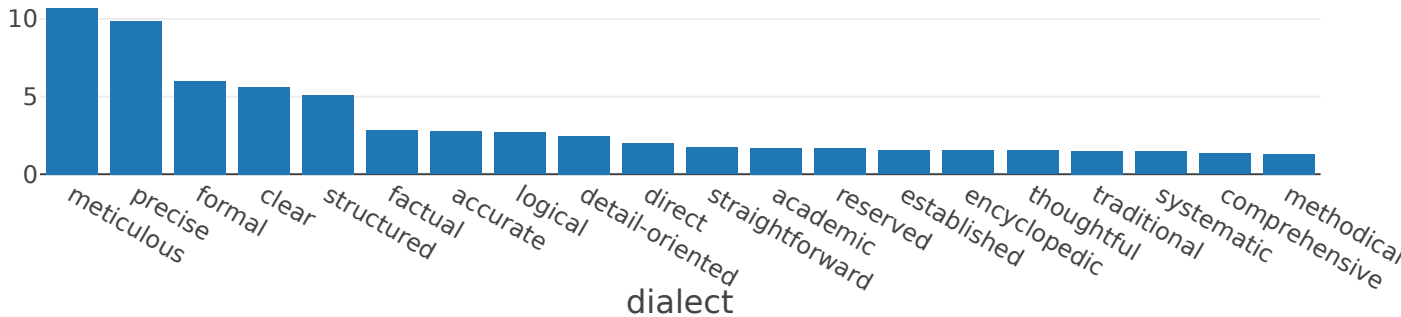 10
5
0
meticulous
precise
formal
clear
structured
factual
accurate
logical
detail-oriented
direct
straightforward
academic
reserved
established
encyclopedic
thoughtful
traditional
systematic
comprehensive
methodical
dialect